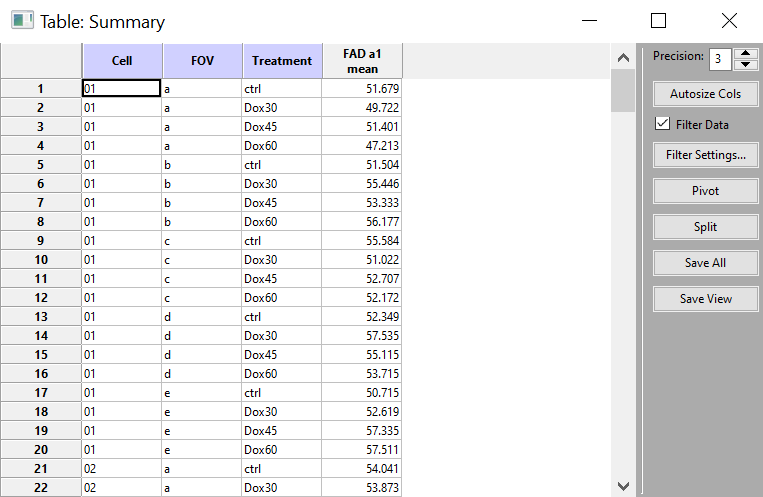 Table: Summary
Cell FOV Treatment FAD a1 mean
1 01 a ctrl 51.679
2 01 a Dox30 49.722
3 01 a Dox45 51.401
4 01 a Dox60 47.213
5 01 b ctrl 51.504
6 01 b Dox30 55.446
7 01 b Dox45 53.333
8 01 b Dox60 56.177
9 01 c ctrl 55.584
10 01 c Dox30 51.022
11 01 c Dox45 52.707
12 01 c Dox60 52.172
13 01 d ctrl 52.349
14 01 d Dox30 57.535
15 01 d Dox45 55.115
16 01 d Dox60 53.715
17 01 e ctrl 50.715
18 01 e Dox30 52.619
19 01 e Dox45 57.335
20 01 e Dox60 57.511
21 02 a ctrl 54.041
22 02 a Dox30 53.873
Precision: 3
Autosize Cols
Filter Data
Filter Settings...
Pivot
Split
Save All
Save View